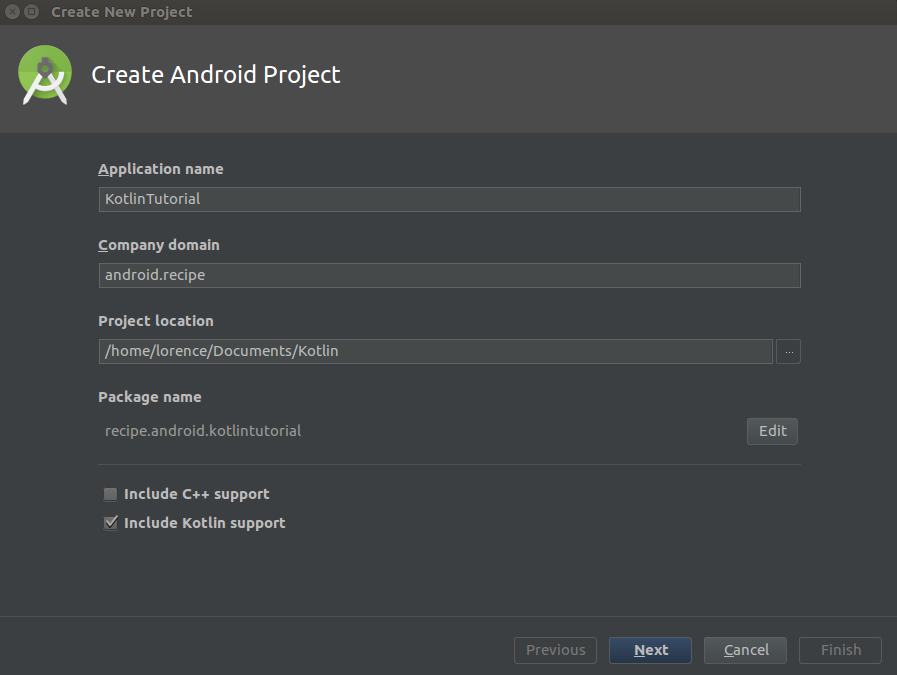 Create New Project
Create Android Project
Application name
KotlinTutorial
Company domain
android.recipe
Project location
/home/lorence/Documents/Kotlin
...
Package name
recipe.android.kotlintutorial
Edit
Include C++ support
Include Kotlin support
Previous Next Cancel Finish